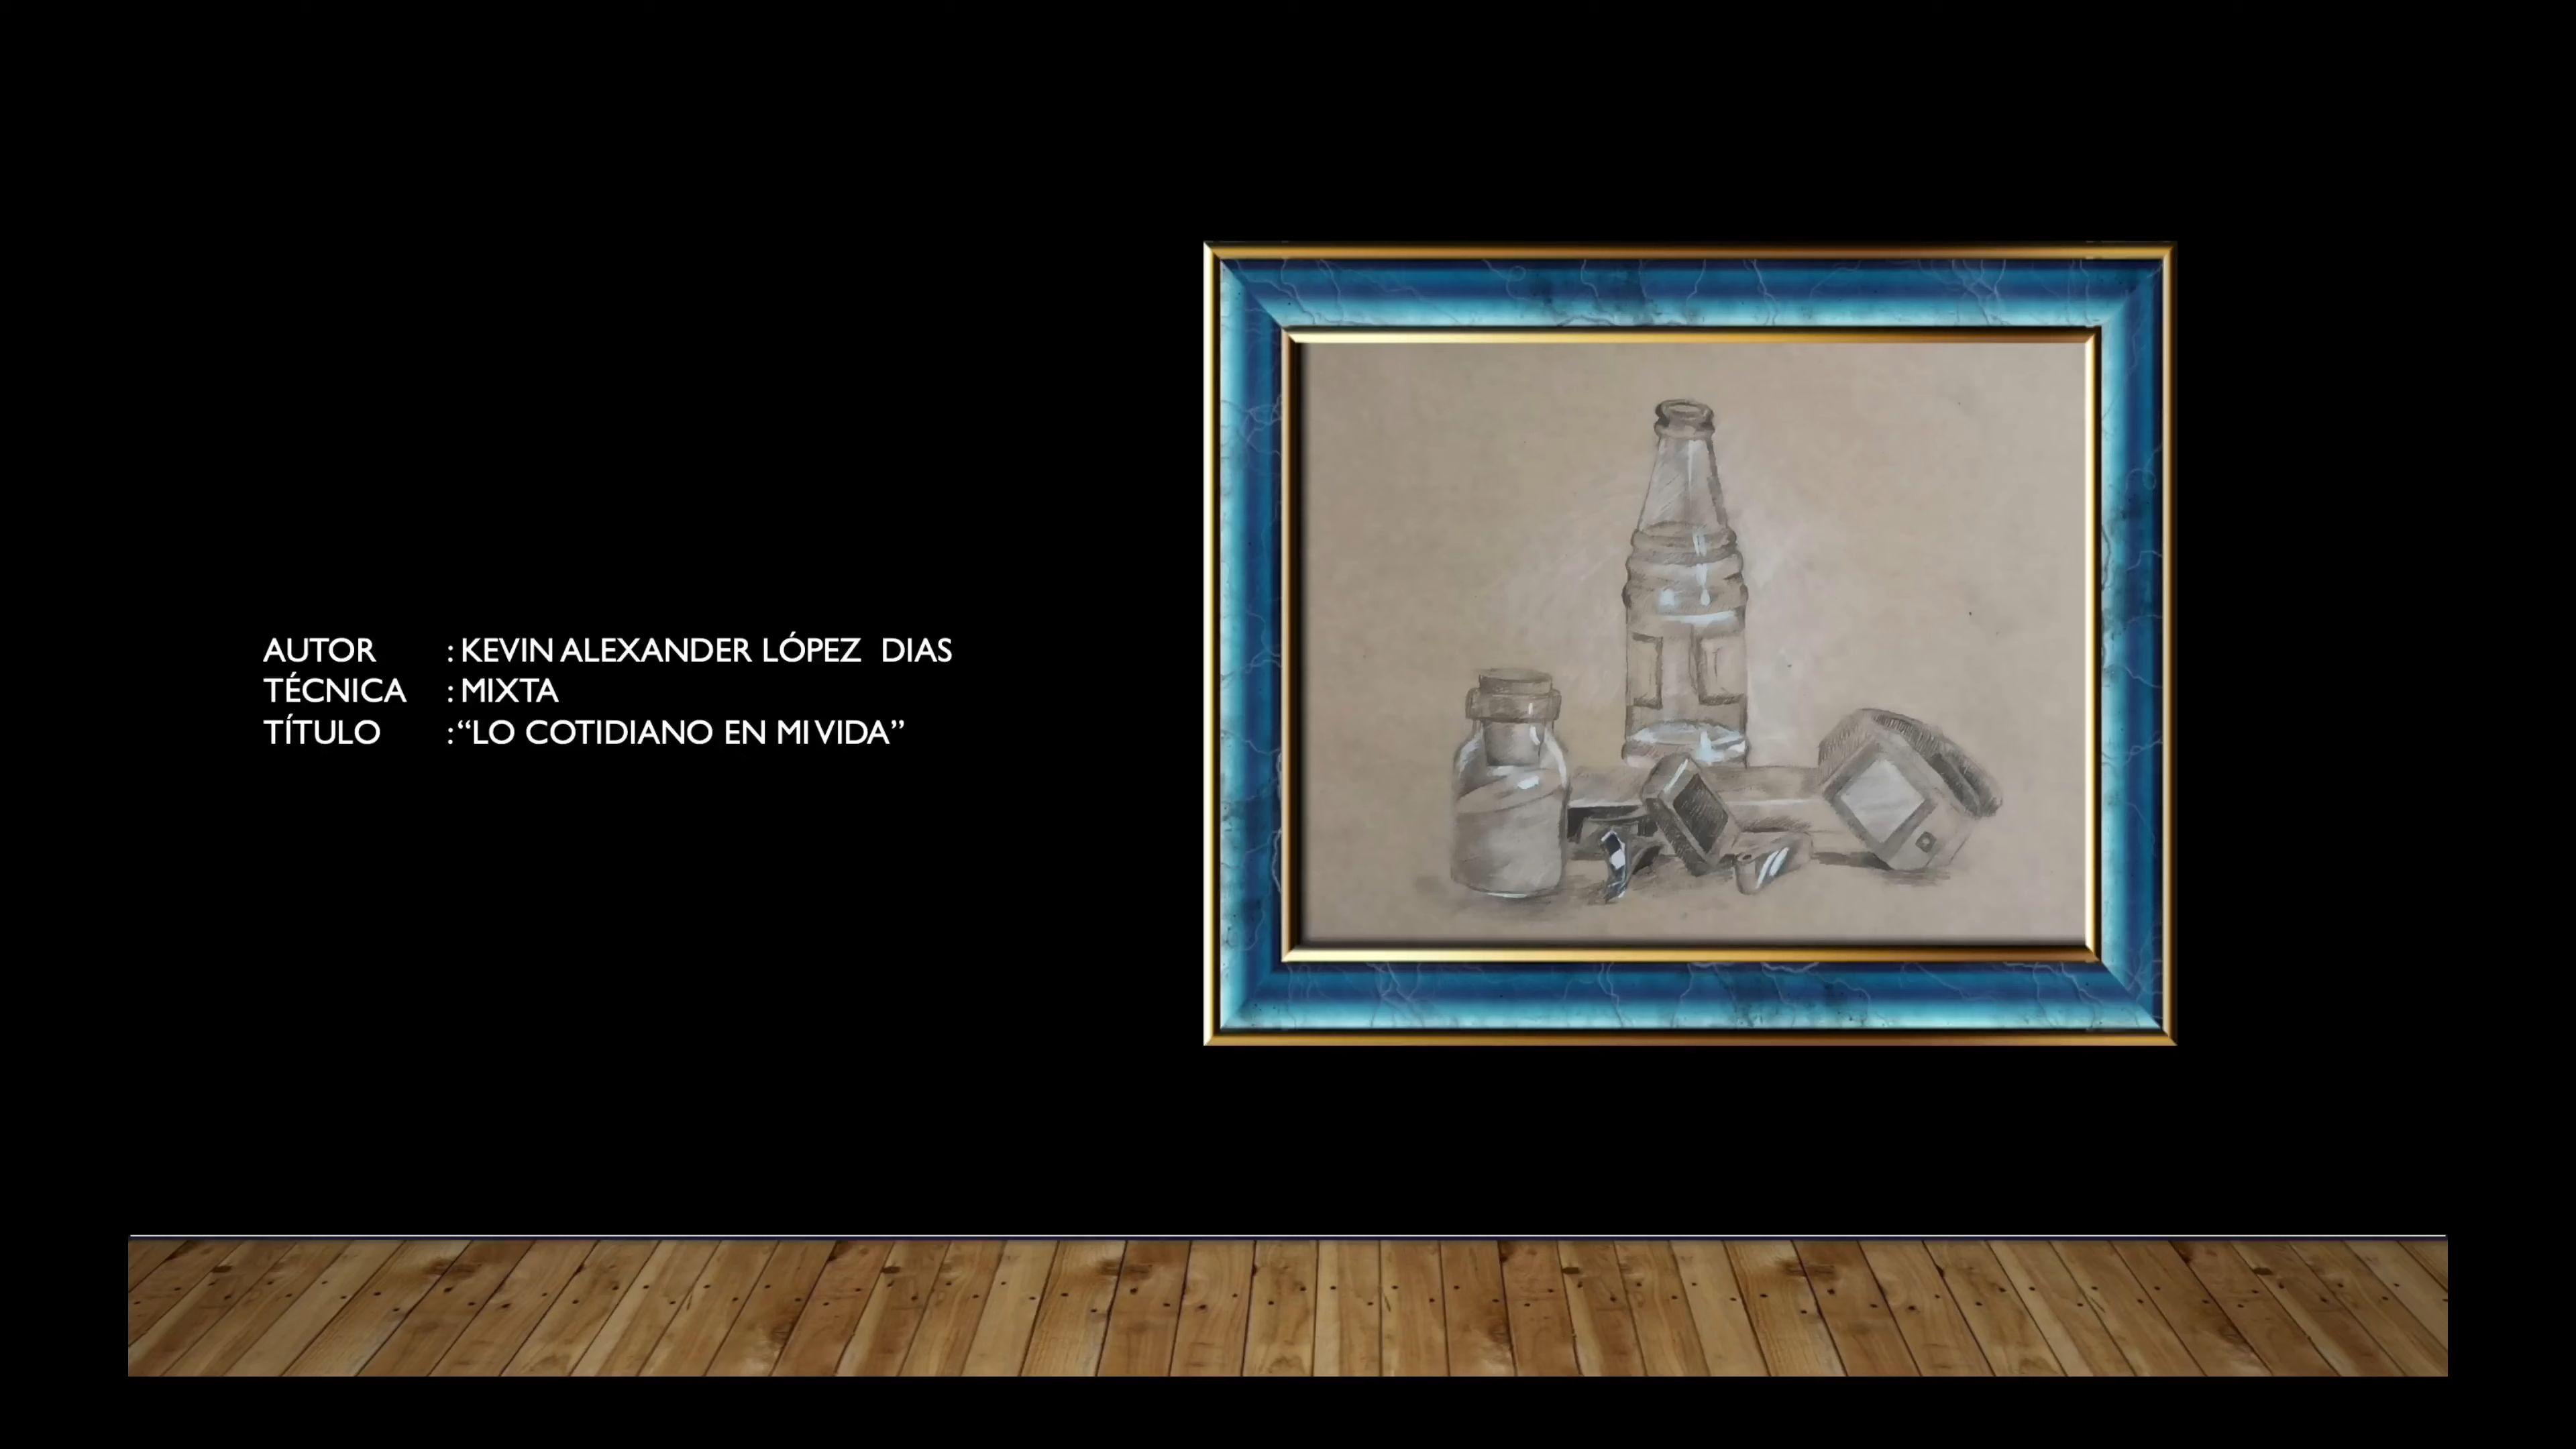 AUTOR : KEVIN ALEXANDER LÓPEZ DIAS
TÉCNICA : MIXTA
TÍTULO : “LO COTIDIANO EN MI VIDA”